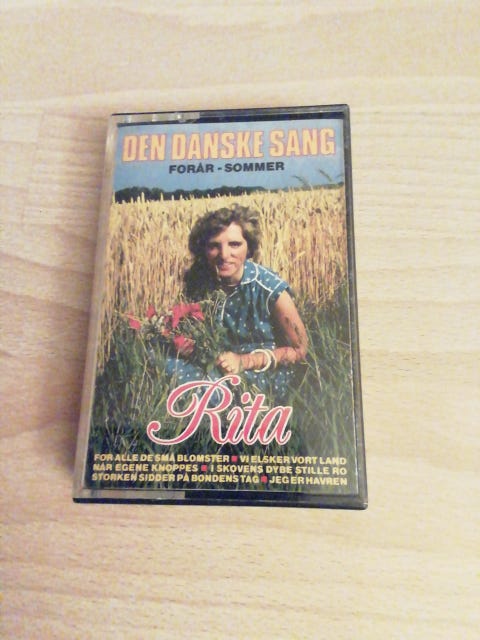 DEN DANSKE SANG
FORÅR - SOMMER
Rita
FOR ALLE DE SMÅ BLOMSTER ■ VI ELSKER VORT LAND
NÅR EGENE KNOPPES ■ I SKOVENS DYBE STILLE RO
STORKEN SIDDER PÅ BONDENS TAG ■ JEG ER HAVREN